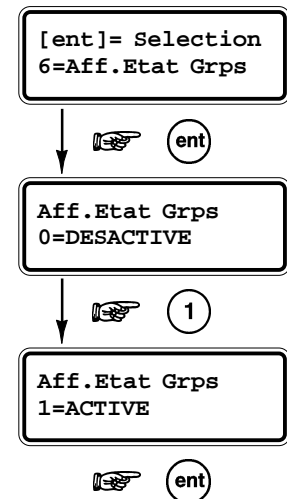 [ent]= Selection
6=Aff.Etat Grps
ent
Aff.Etat Grps
0=DESACTIVE
1
Aff.Etat Grps
1=ACTIVE
ent